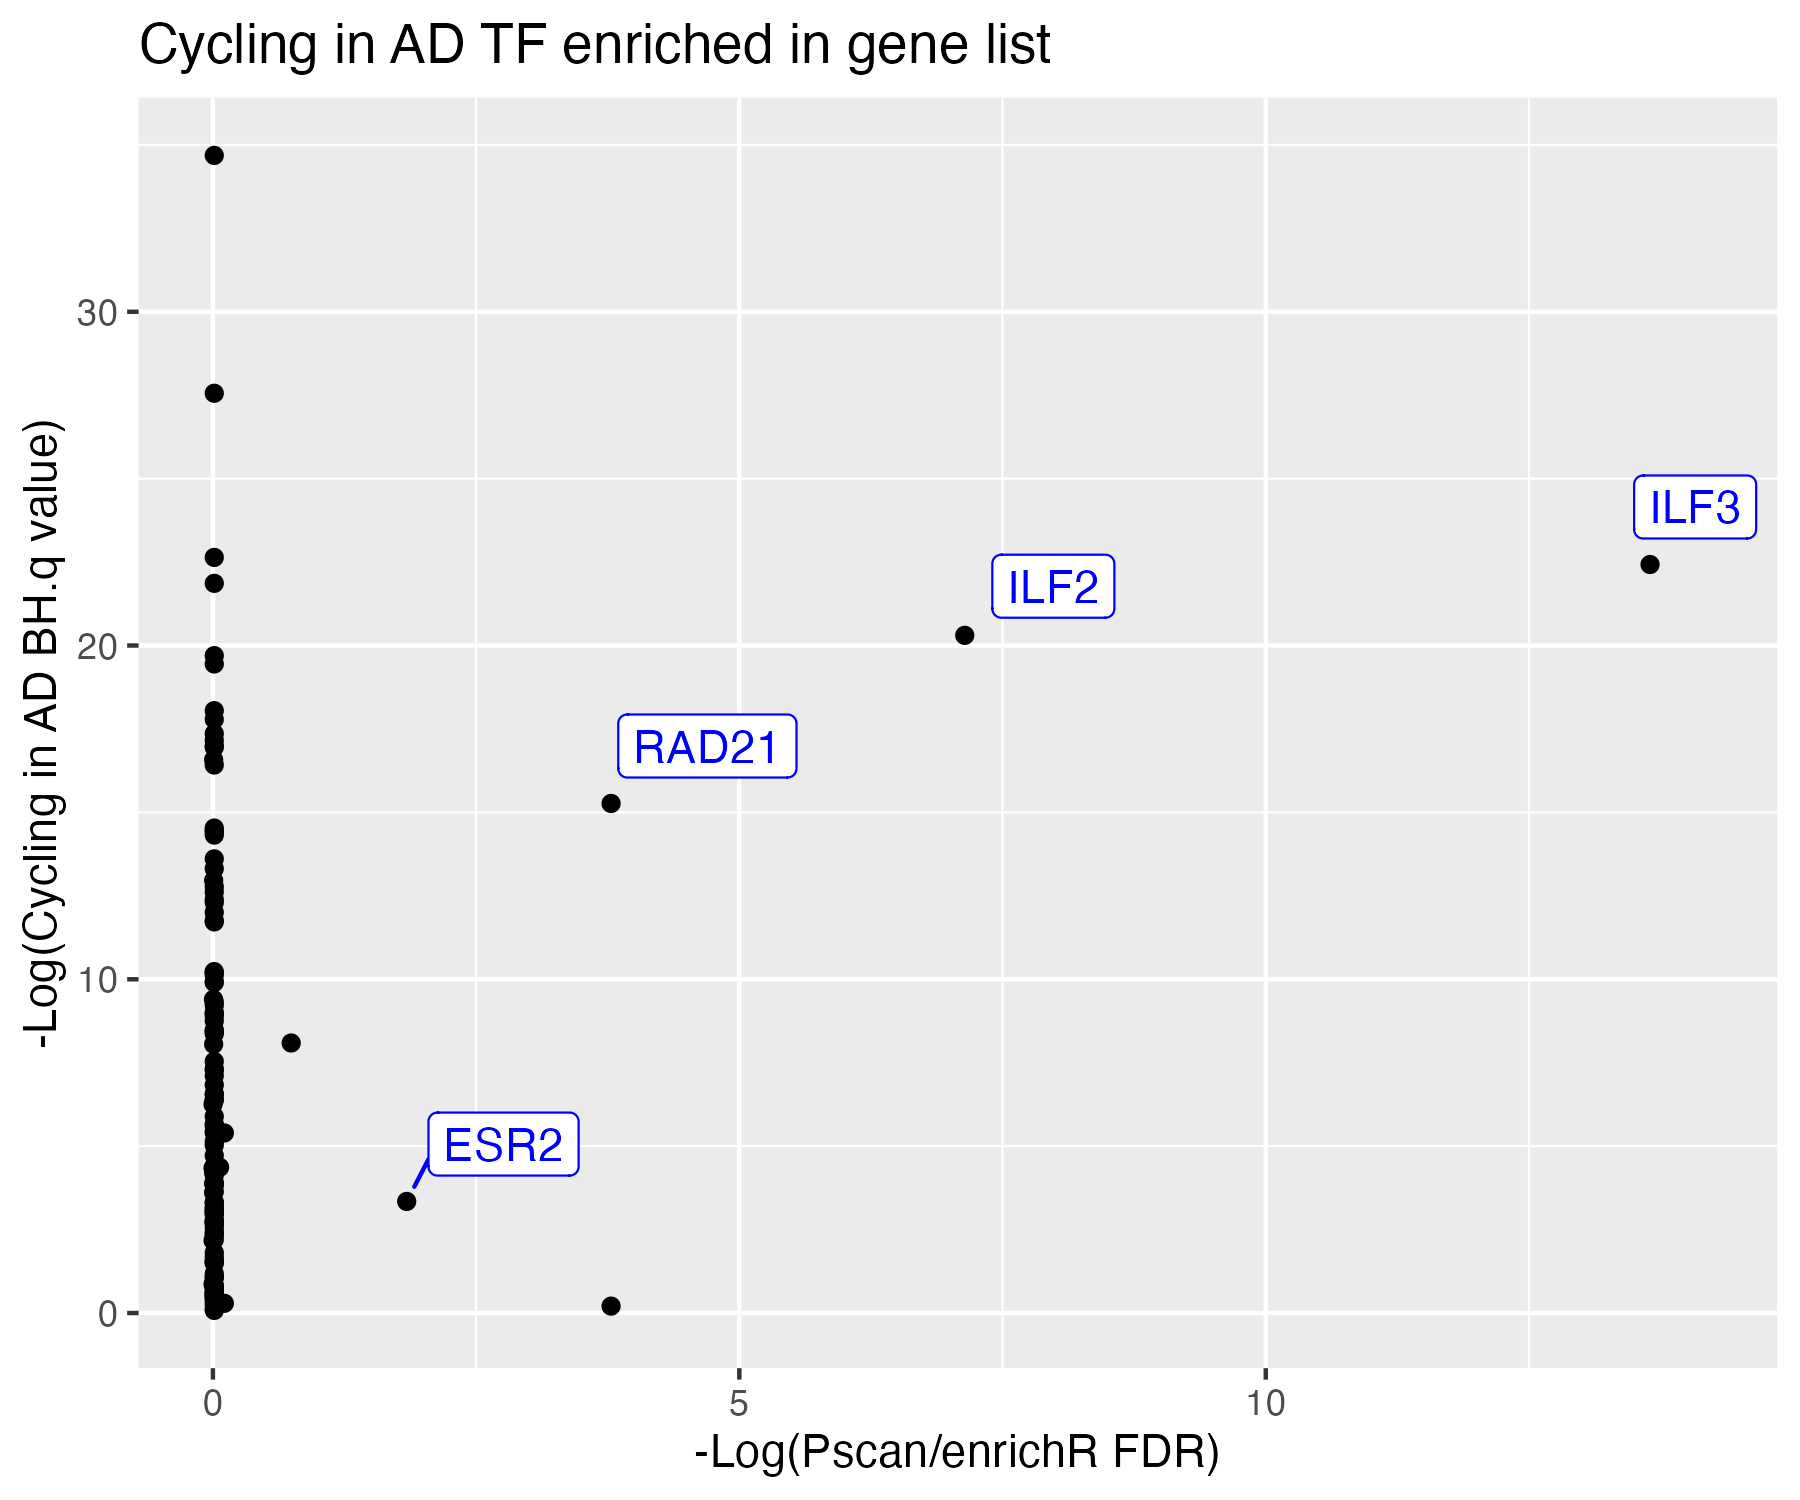 Cycling in AD TF enriched in gene list
-Log(Cycling in AD BH.q value)
30
20
10
0
ILF3
ILF2
RAD21
ESR2
0
5
10
-Log(Pscan/enrichR FDR)